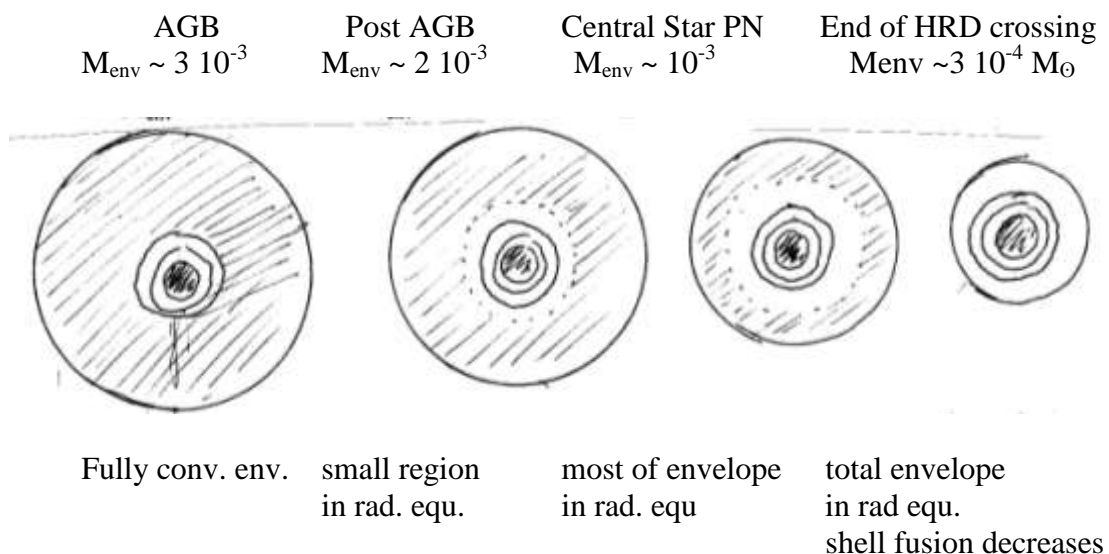 AGB Post AGB Central Star PN End of HRD crossing
M_env ~ 3 10^-3 M_env ~ 2 10^-3 M_env ~ 10^-3 Menv ~3 10^-4 M_ʘ
Fully conv. env. small region most of envelope total envelope
in rad. equ. in rad. equ in rad equ.
shell fusion decreases